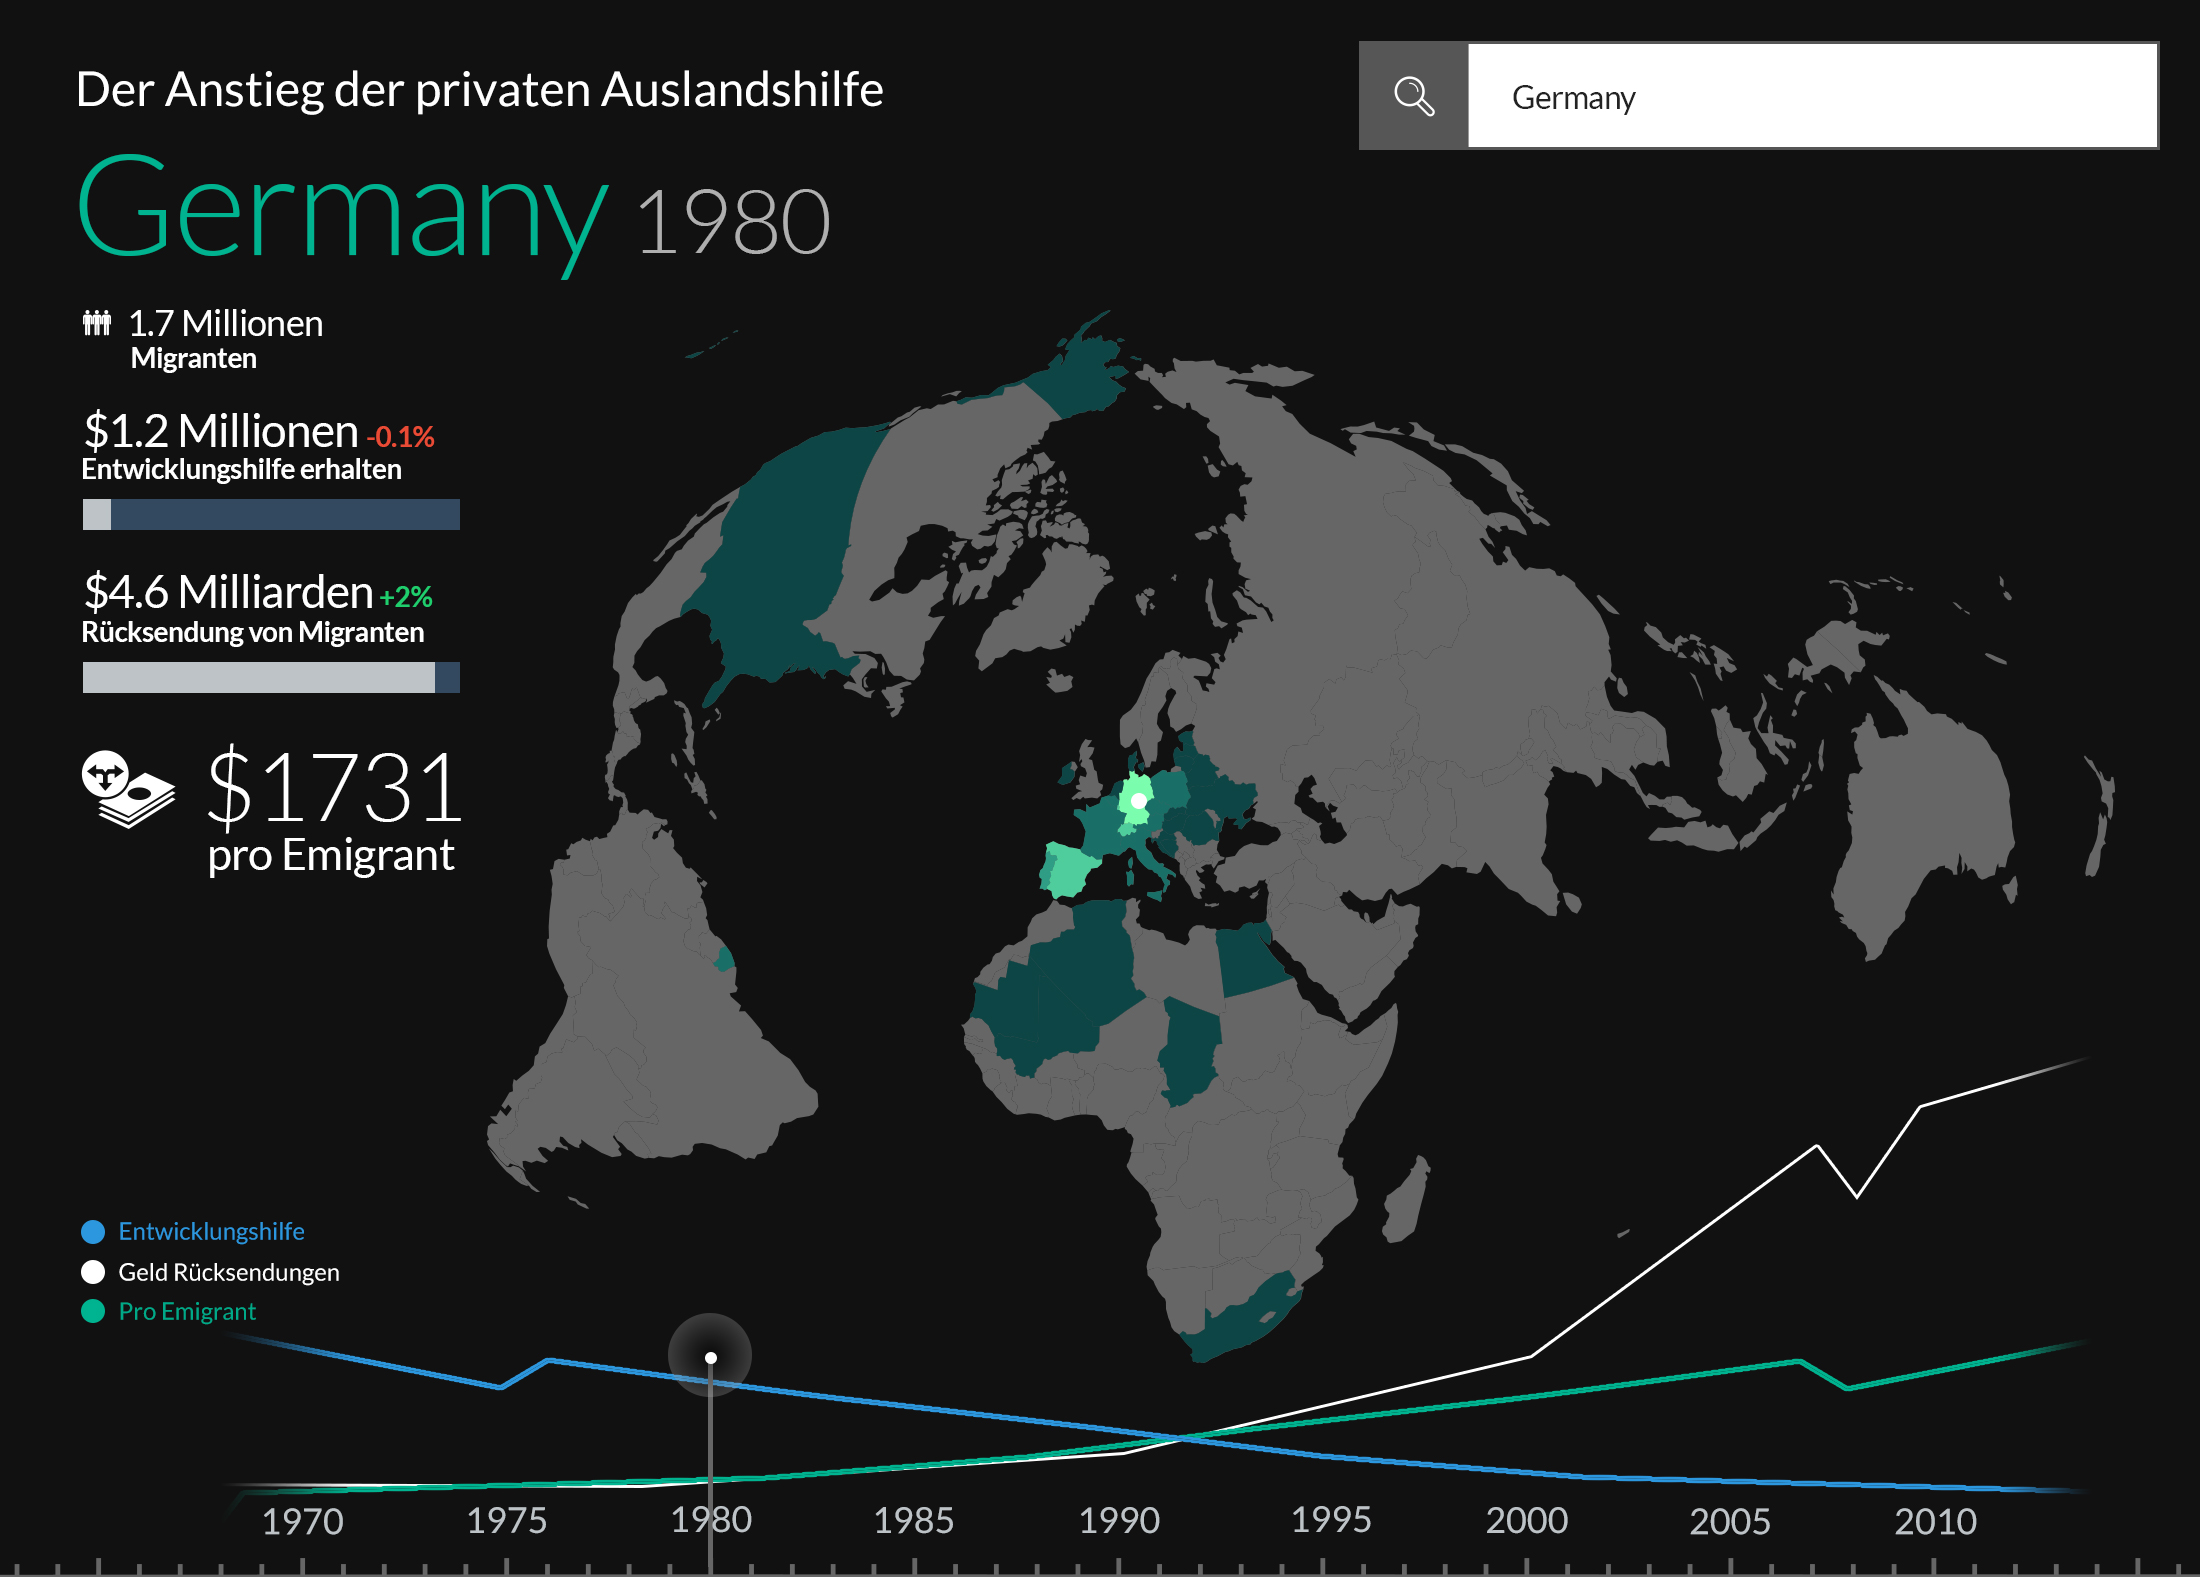 Der Anstieg der privaten Auslandshilfe
Germany
Germany 1980
1.7 Millionen
Migranten
$1.2 Millionen -0.1%
Entwicklungshilfe erhalten
$4.6 Milliarden +2%
Rücksendung von Migranten
$1731
pro Emigrant
Entwicklungshilfe
Geld Rücksendungen
Pro Emigrant
1970 1975 1980 1985 1990 1995 2000 2005 2010